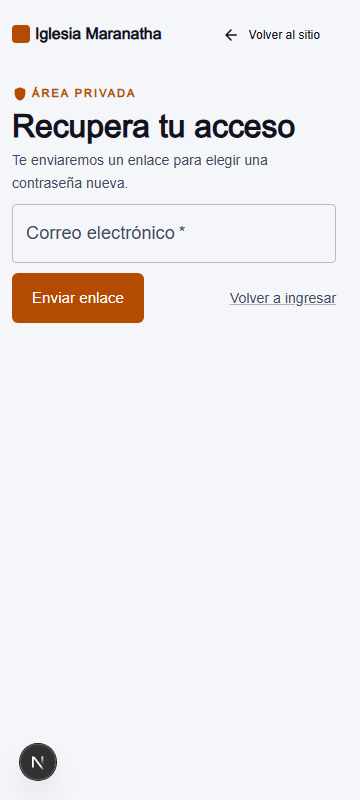 Iglesia Maranatha
Volver al sitio
ÁREA PRIVADA
Recupera tu acceso
Te enviaremos un enlace para elegir una
contraseña nueva.
Correo electrónico *
Enviar enlace
Volver a ingresar
N